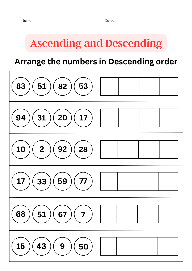 Ascending and Descending
Arrange the numbers in Descending order
83 51 82 53
94 31 20 17
10 2 92 28
17 33 59 77
68 51 67 7
15 43 9 50